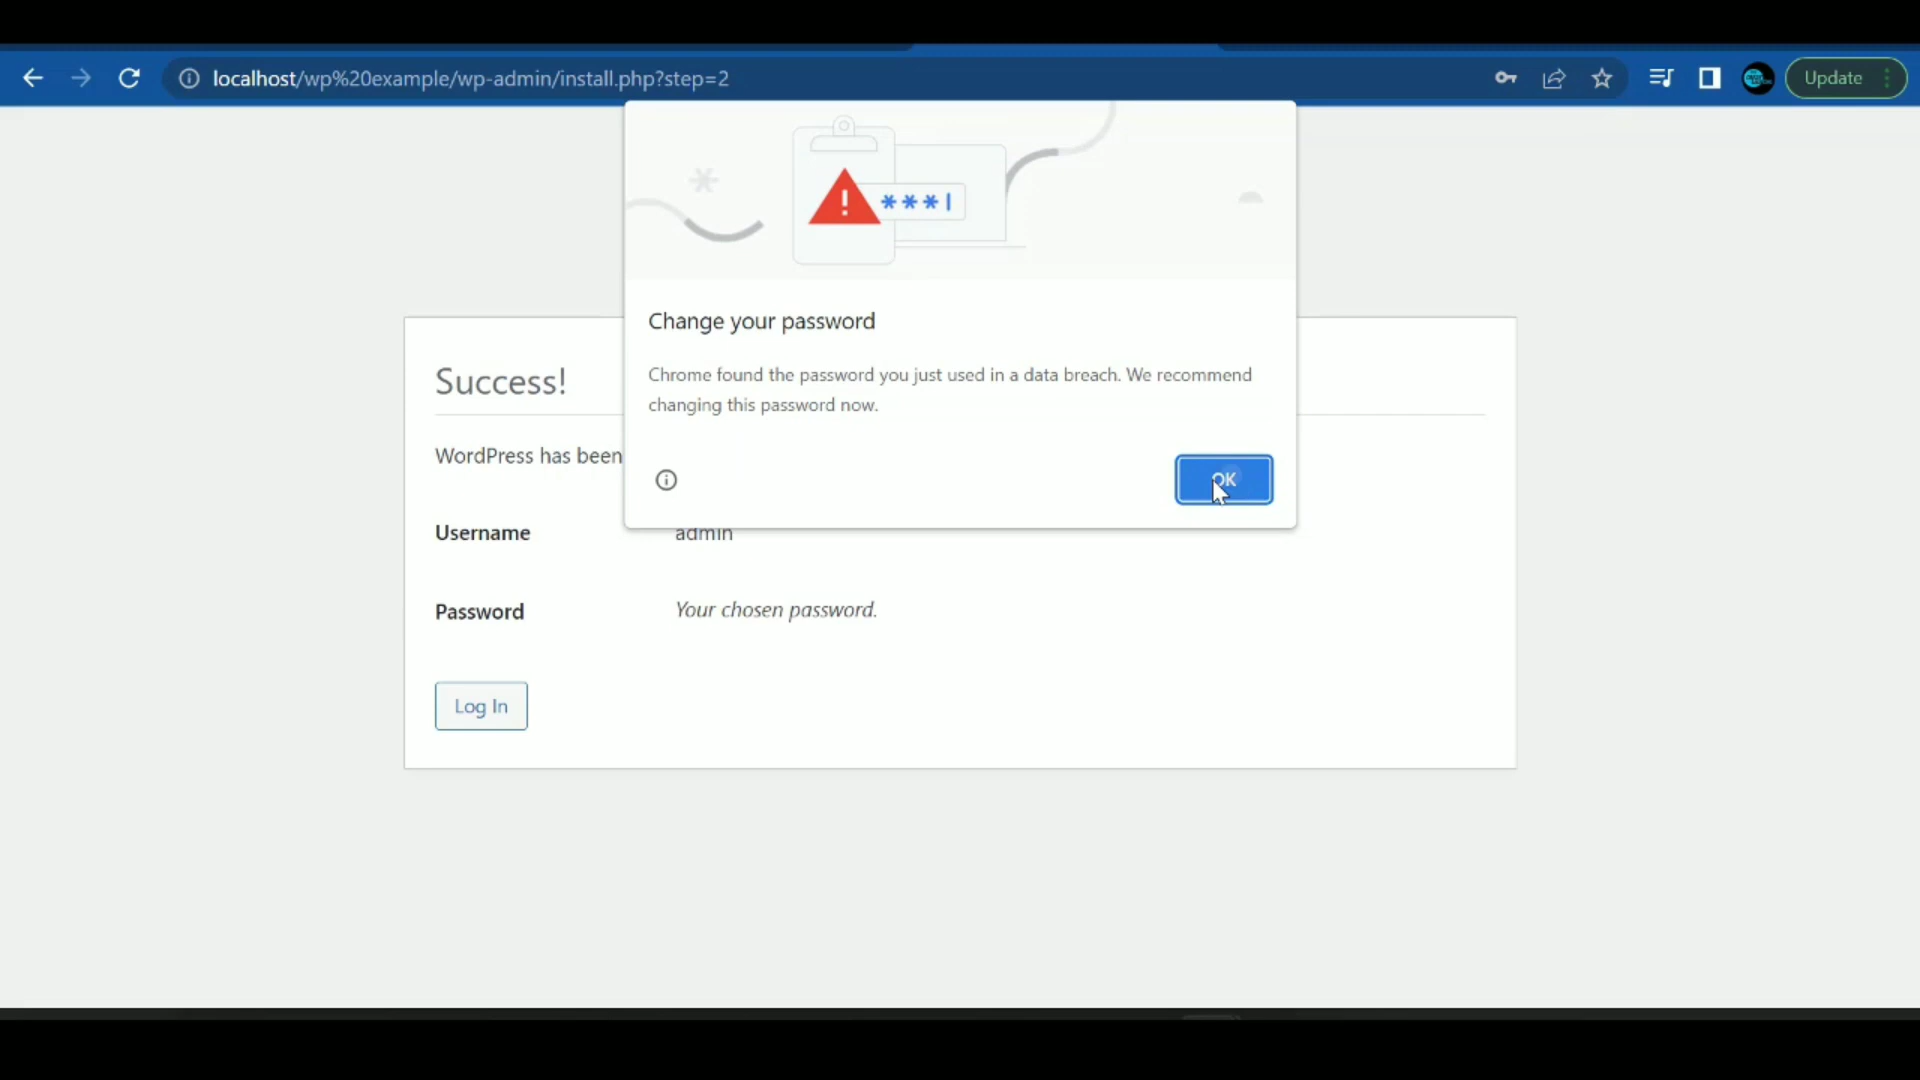 localhost/wp%20example/wp-admin/install.php?step=2
Update
***|
Change your password
Chrome found the password you just used in a data breach. We recommend
changing this password now.
OK
Success!
WordPress has been
Username admin
Password Your chosen password.
Log In